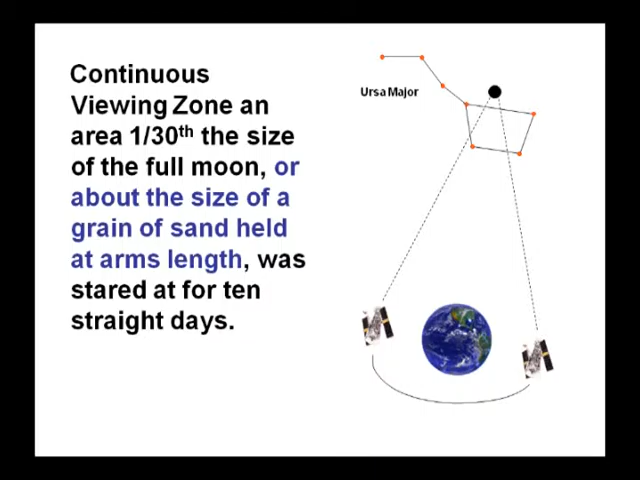 Continuous
Viewing Zone an
area 1/30th the size
of the full moon, or
about the size of a
grain of sand held
at arms length, was
stared at for ten
straight days.
Ursa Major